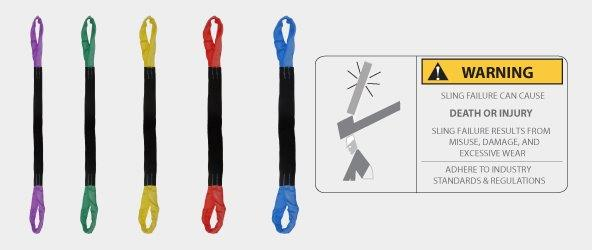 WARNING
SLING FAILURE CAN CAUSE
DEATH OR INJURY
SLING FAILURE RESULTS FROM
MISUSE, DAMAGE, AND
EXCESSIVE WEAR
ADHERE TO INDUSTRY
STANDARDS & REGULATIONS